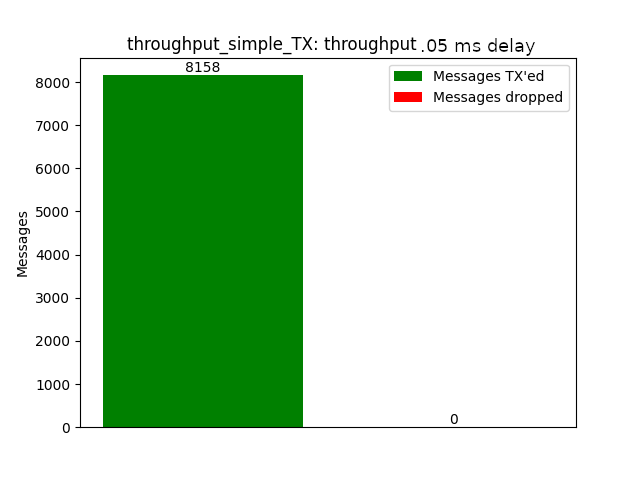 throughput_simple_TX: throughput .05 ms delay
8158
Messages TX'ed
Messages dropped
8000
7000
6000
5000
4000
3000
2000
1000
0
Messages
0